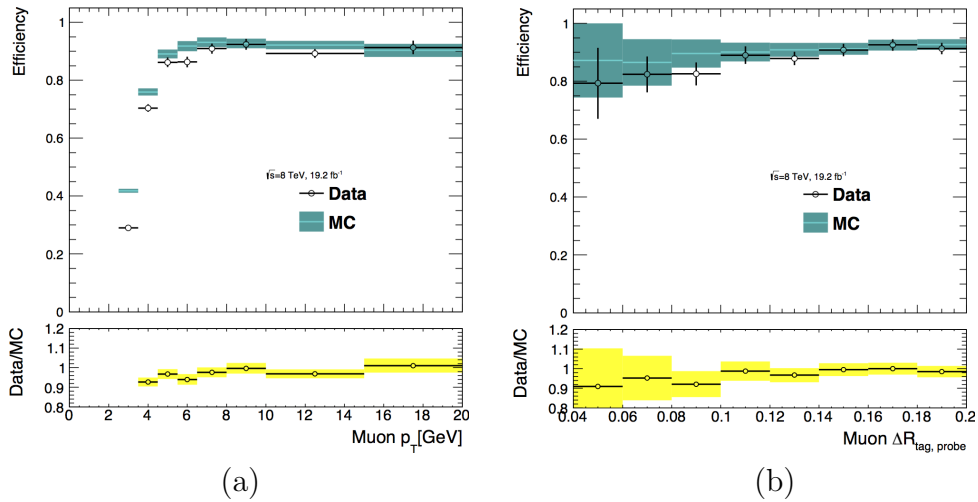 Efficiency
1
0.8
0.6
0.4
0.2
0
√s=8 TeV, 19.2 fb⁻¹
Data
MC
Data/MC
1.2
1.1
1
0.9
0.8
0 2 4 6 8 10 12 14 16 18 20
Muon p_T[GeV]
(a)
Efficiency
1
0.8
0.6
0.4
0.2
0
√s=8 TeV, 19.2 fb⁻¹
Data
MC
Data/MC
1.2
1.1
1
0.9
0.8
0.04 0.06 0.08 0.1 0.12 0.14 0.16 0.18 0.2
Muon ΔR_tag, probe
(b)